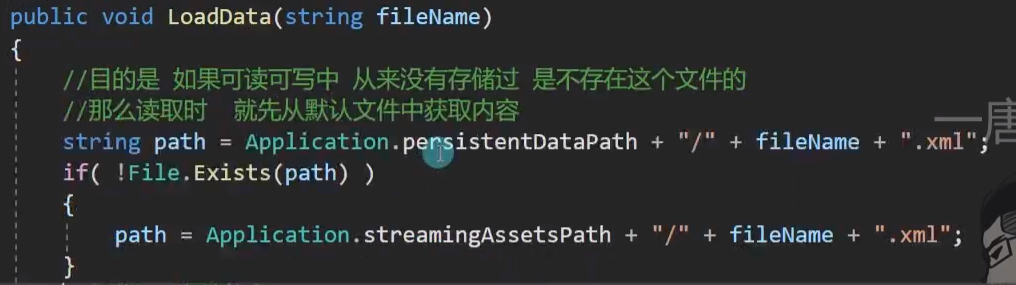 public void LoadData(string fileName)
{
//目的是 如果可读可写中 从来没有存储过 是不存在这个文件的
//那么读取时 就先从默认文件中获取内容
string path = Application.persistentDataPath + "/" + fileName + ".xml";
if( !File.Exists(path) )
{
path = Application.streamingAssetsPath + "/" + fileName + ".xml";
}
一唐